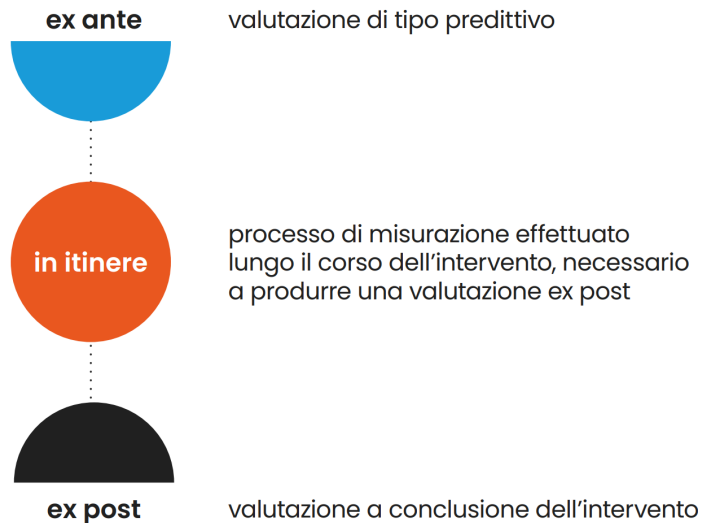 ex ante
valutazione di tipo predittivo
in itinere
processo di misurazione effettuato
lungo il corso dell’intervento, necessario
a produrre una valutazione ex post
ex post
valutazione a conclusione dell’intervento